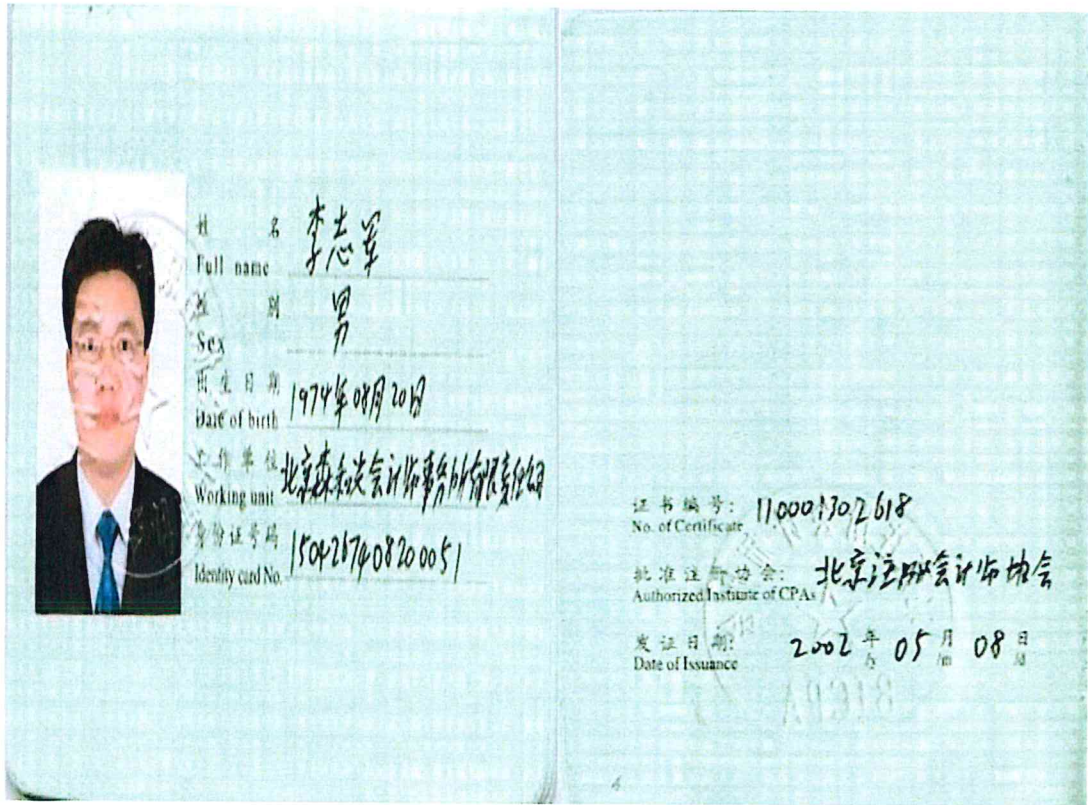 姓 名 李志军
Full name
性 别 男
Sex
出生日期 1974年08月20日
Date of birth
工作单位 北京森和光会计师事务所有限责任公司
Working unit
身份证号码 150426740820051
Identity card No.
证书编号: 110001302618
No. of Certificate
批准注册协会: 北京注册会计师协会
Authorized Institute of CPAs
发证日期: 2002 年 05 月 08 日
Date of Issuance /y /m /d
BICPA